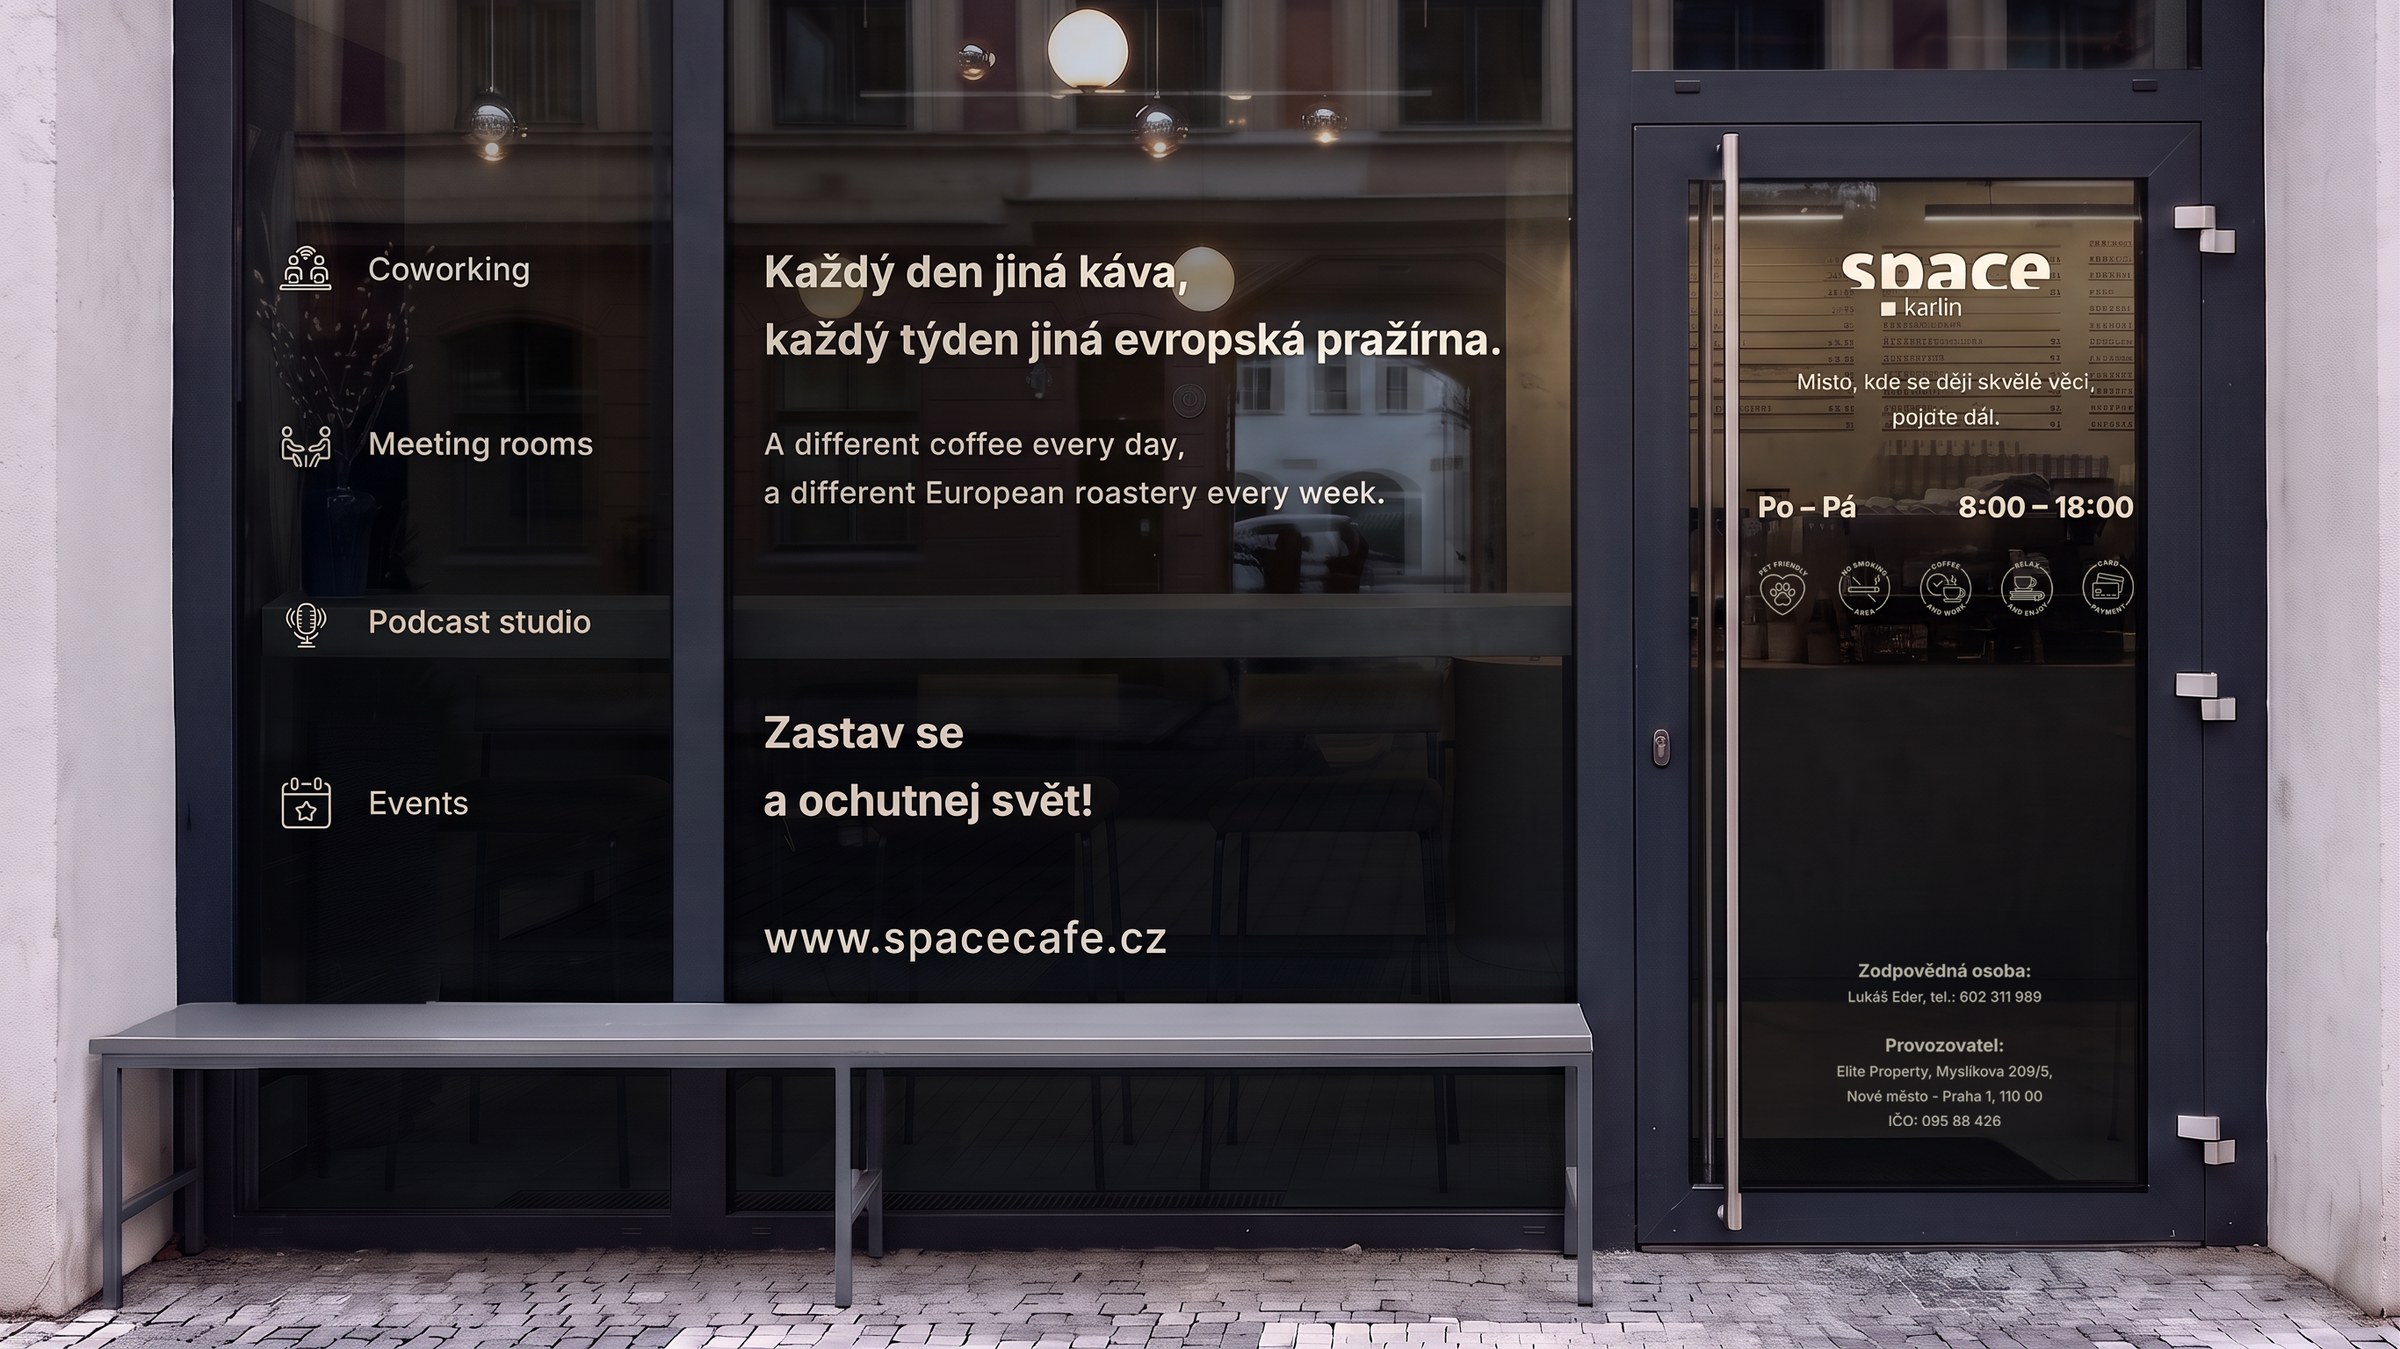 Coworking
Meeting rooms
Podcast studio
Events
Každý den jiná káva,
každý týden jiná evropská pražírna.
A different coffee every day,
a different European roastery every week.
Zastav se
a ochutnej svět!
www.spacecafe.cz
space
karlin
Misto, kde se ději skvělé věci,
pojďte dál.
Po – Pá 8:00 – 18:00
PET FRIENDLY
NO SMOKING AREA
COFFEE AND WORK
RELAX AND ENJOY
CARD PAYMENT
Zodpovědná osoba:
Lukáš Eder, tel.: 602 311 989
Provozovatel:
Elite Property, Myslíkova 209/5,
Nové město - Praha 1, 110 00
IČO: 095 88 426